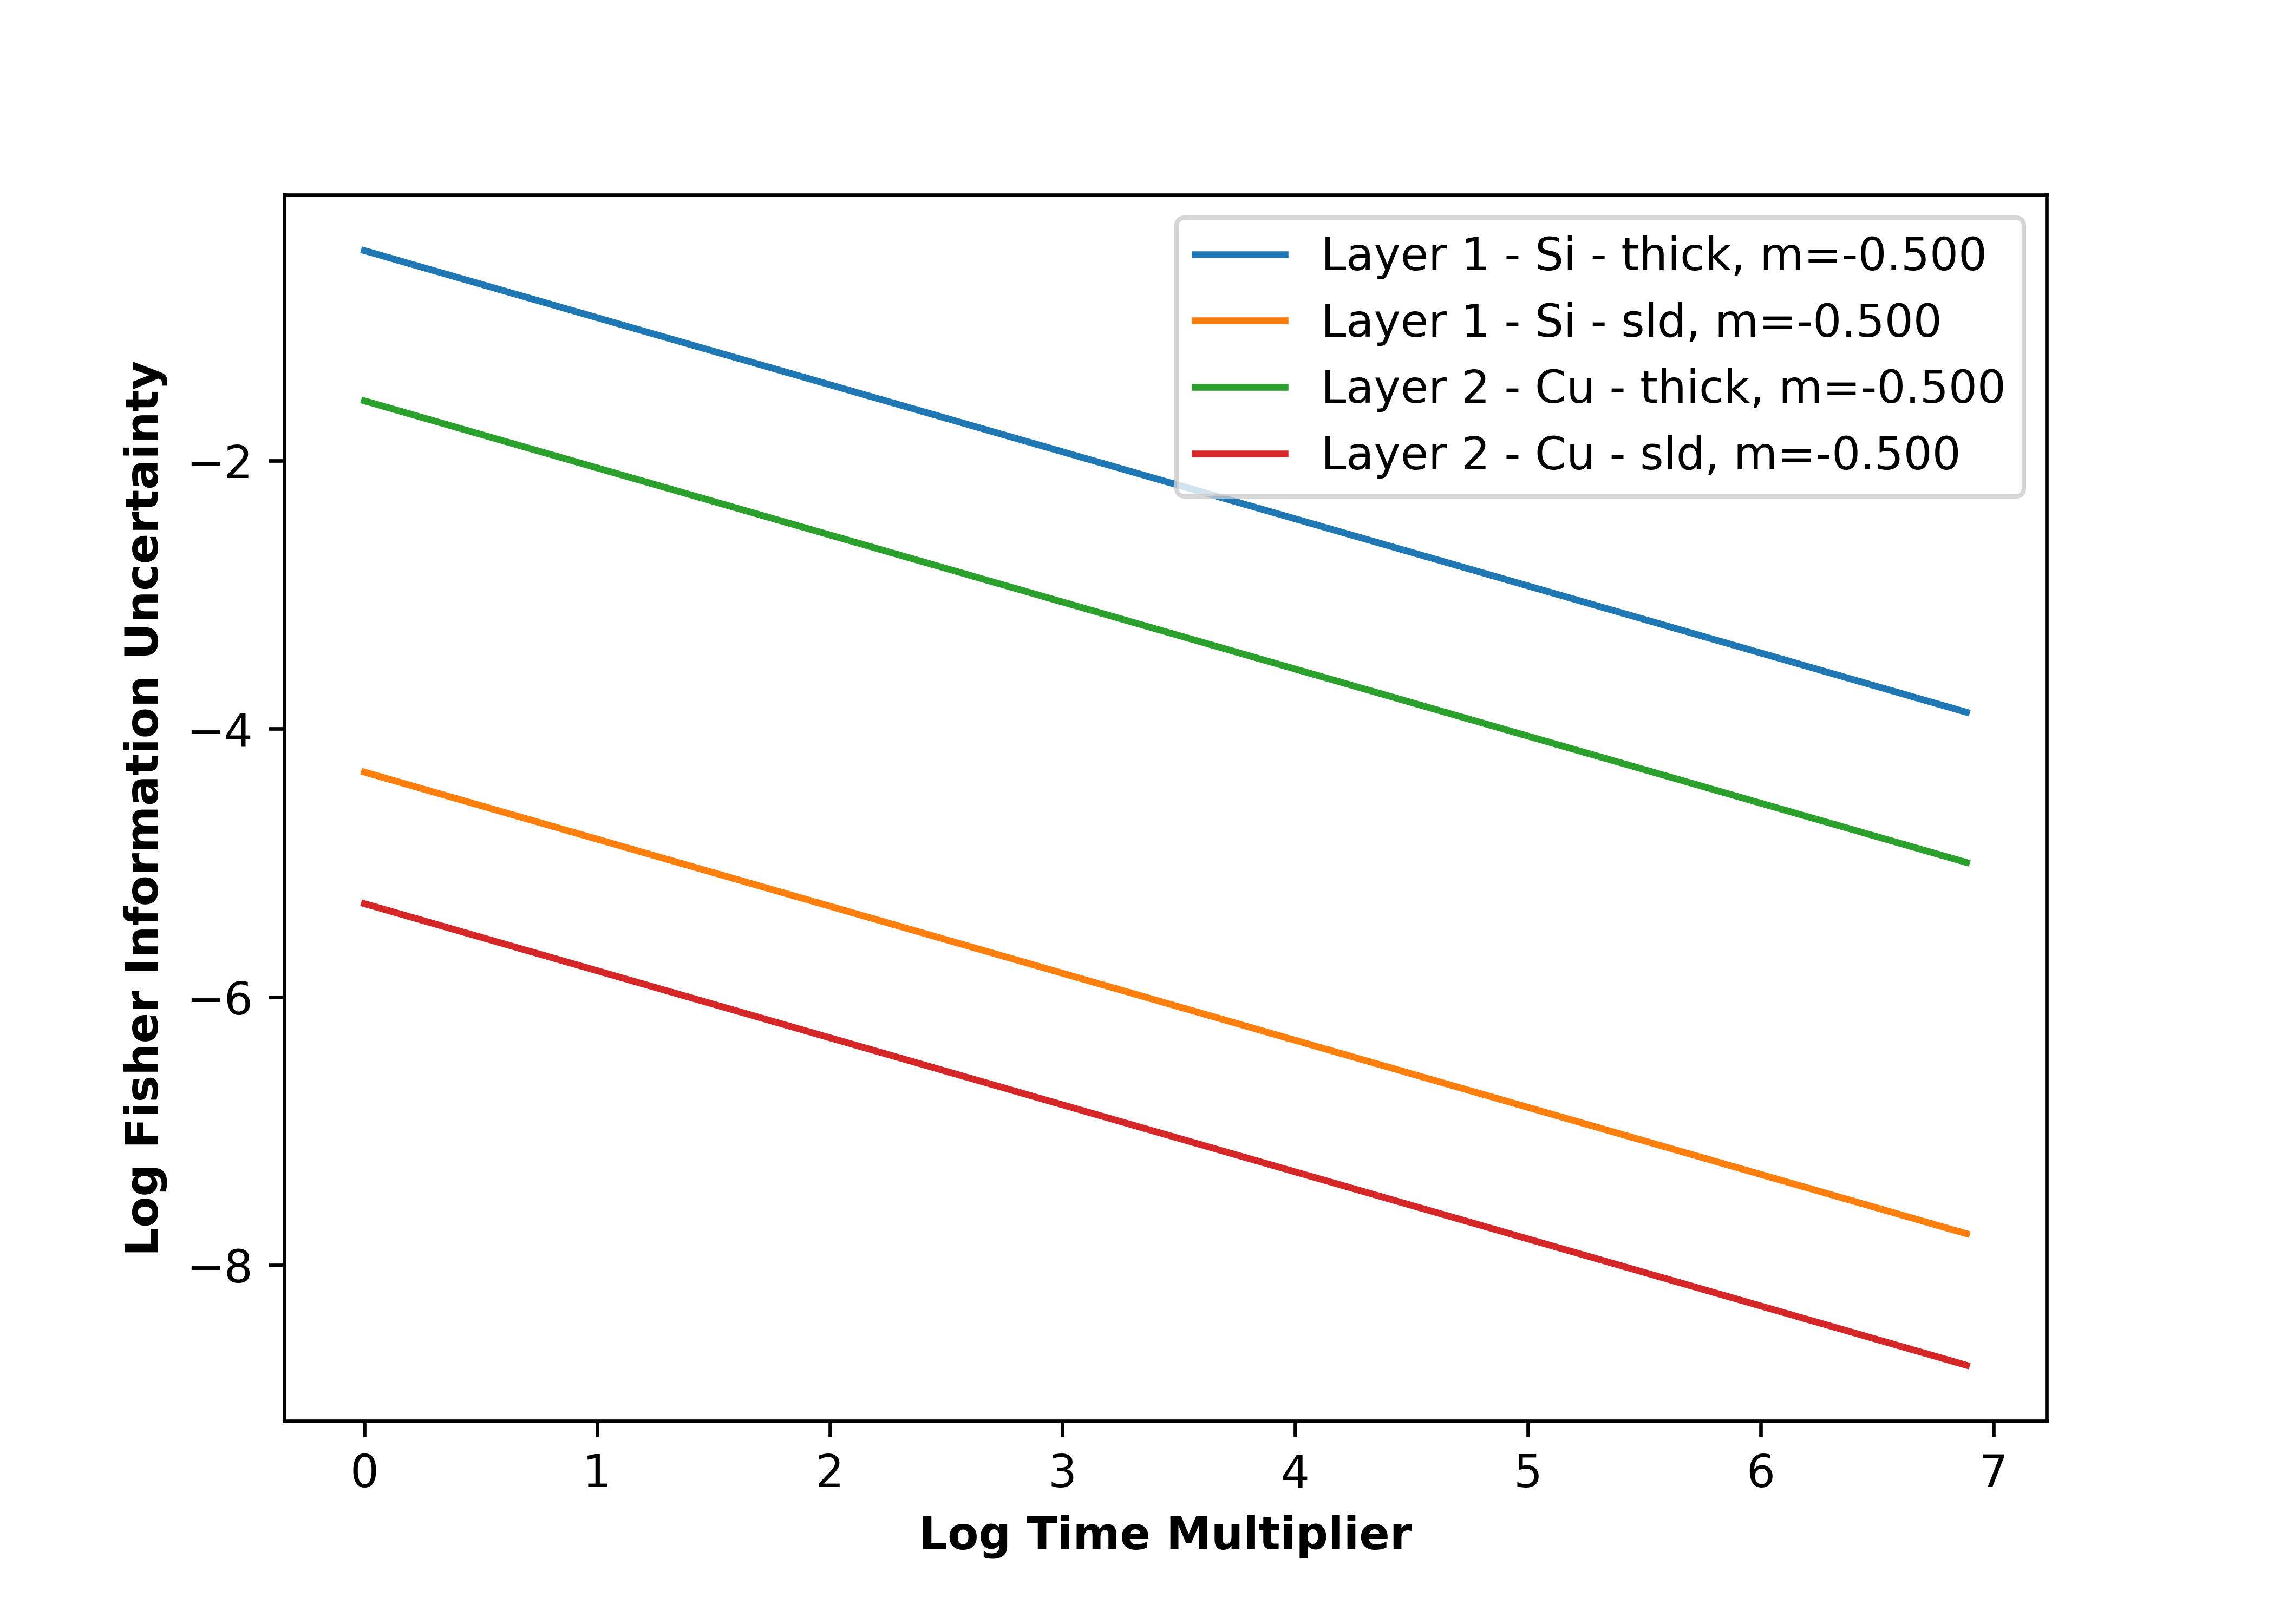 Layer 1 - Si - thick, m=-0.500
Layer 1 - Si - sld, m=-0.500
Layer 2 - Cu - thick, m=-0.500
Layer 2 - Cu - sld, m=-0.500
Log Fisher Information Uncertainty
−2
−4
−6
−8
0 1 2 3 4 5 6 7
Log Time Multiplier